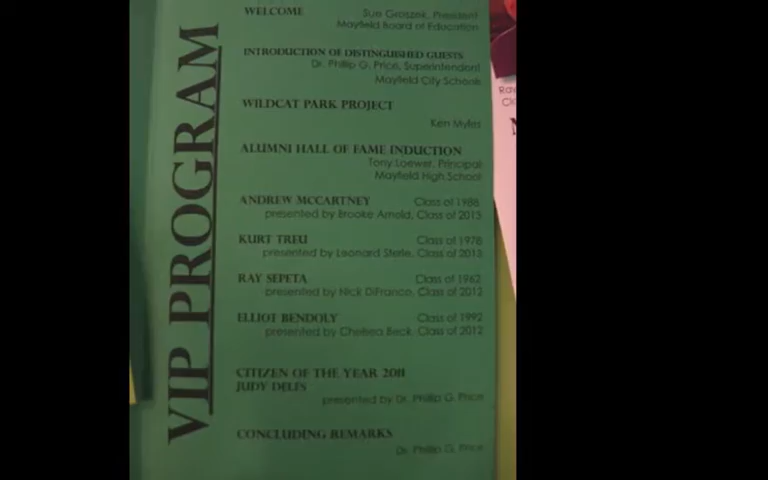 VIP PROGRAM
WELCOME Sue Groszek, President
Mayfield Board of Education
INTRODUCTION OF DISTINGUISHED GUESTS
Dr. Phillip G. Price, Superintendent
Mayfield City Schools
WILDCAT PARK PROJECT
Ken Myles
ALUMNI HALL OF FAME INDUCTION
Tony Loewer, Principal
Mayfield High School
ANDREW MCCARTNEY Class of 1988
presented by Brooke Arnold, Class of 2013
KURT TREU Class of 1978
presented by Leonard Sterle, Class of 2013
RAY SEPETA Class of 1962
presented by Nick DiFranco, Class of 2012
ELLIOT BENDOLY Class of 1992
presented by Chelsea Beck, Class of 2012
CITIZEN OF THE YEAR 2011
JUDY DELFS
presented by Dr. Phillip G. Price
CONCLUDING REMARKS
Dr. Phillip G. Price